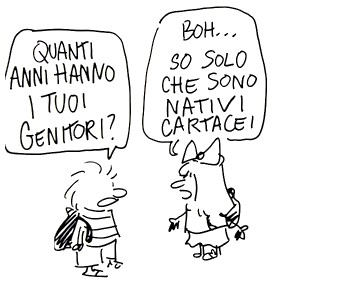 QUANTI
ANNI HANNO
I TUOI
GENITORI?
BOH...
SO SOLO
CHE SONO
NATIVI
CARTACEI